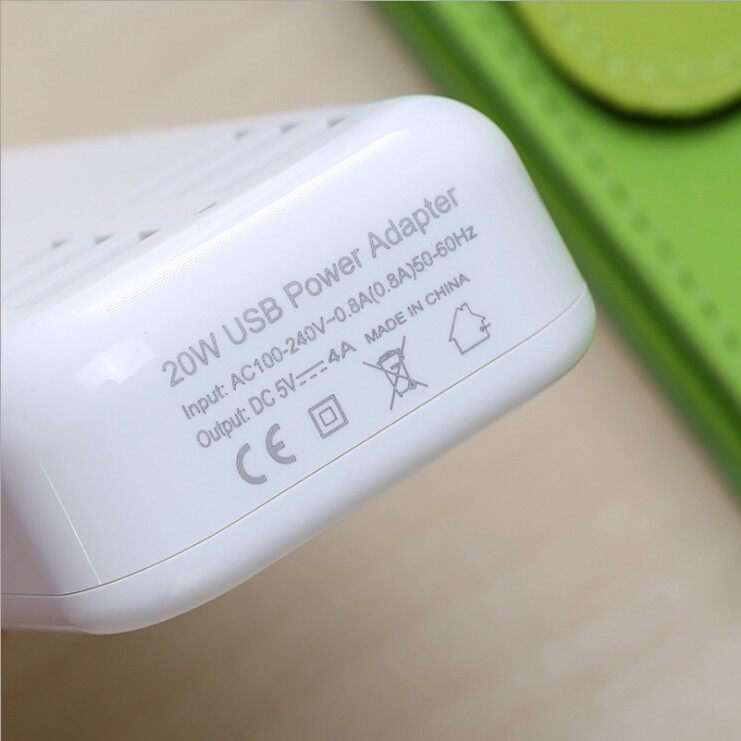 20W USB Power Adapter
Input: AC100-240V~0.8A(0.8A)50-60Hz
Output: DC 5V⎓4A MADE IN CHINA
CE